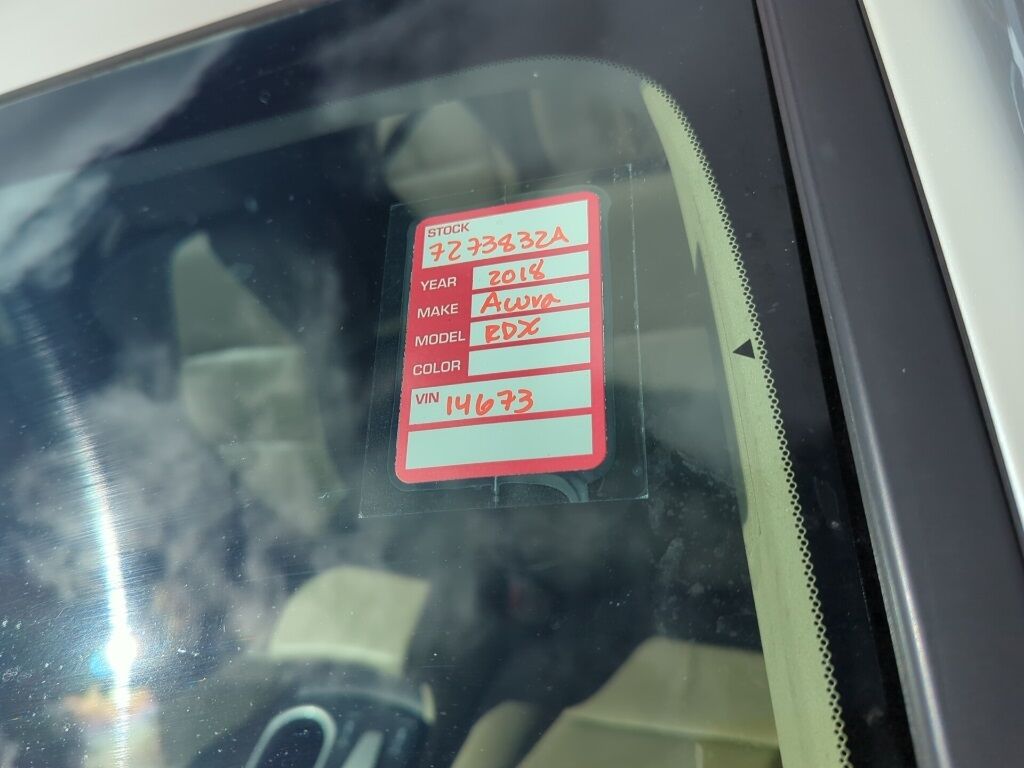 STOCK
7273832A
YEAR 2018
MAKE Acura
MODEL RDX
COLOR
VIN 14673